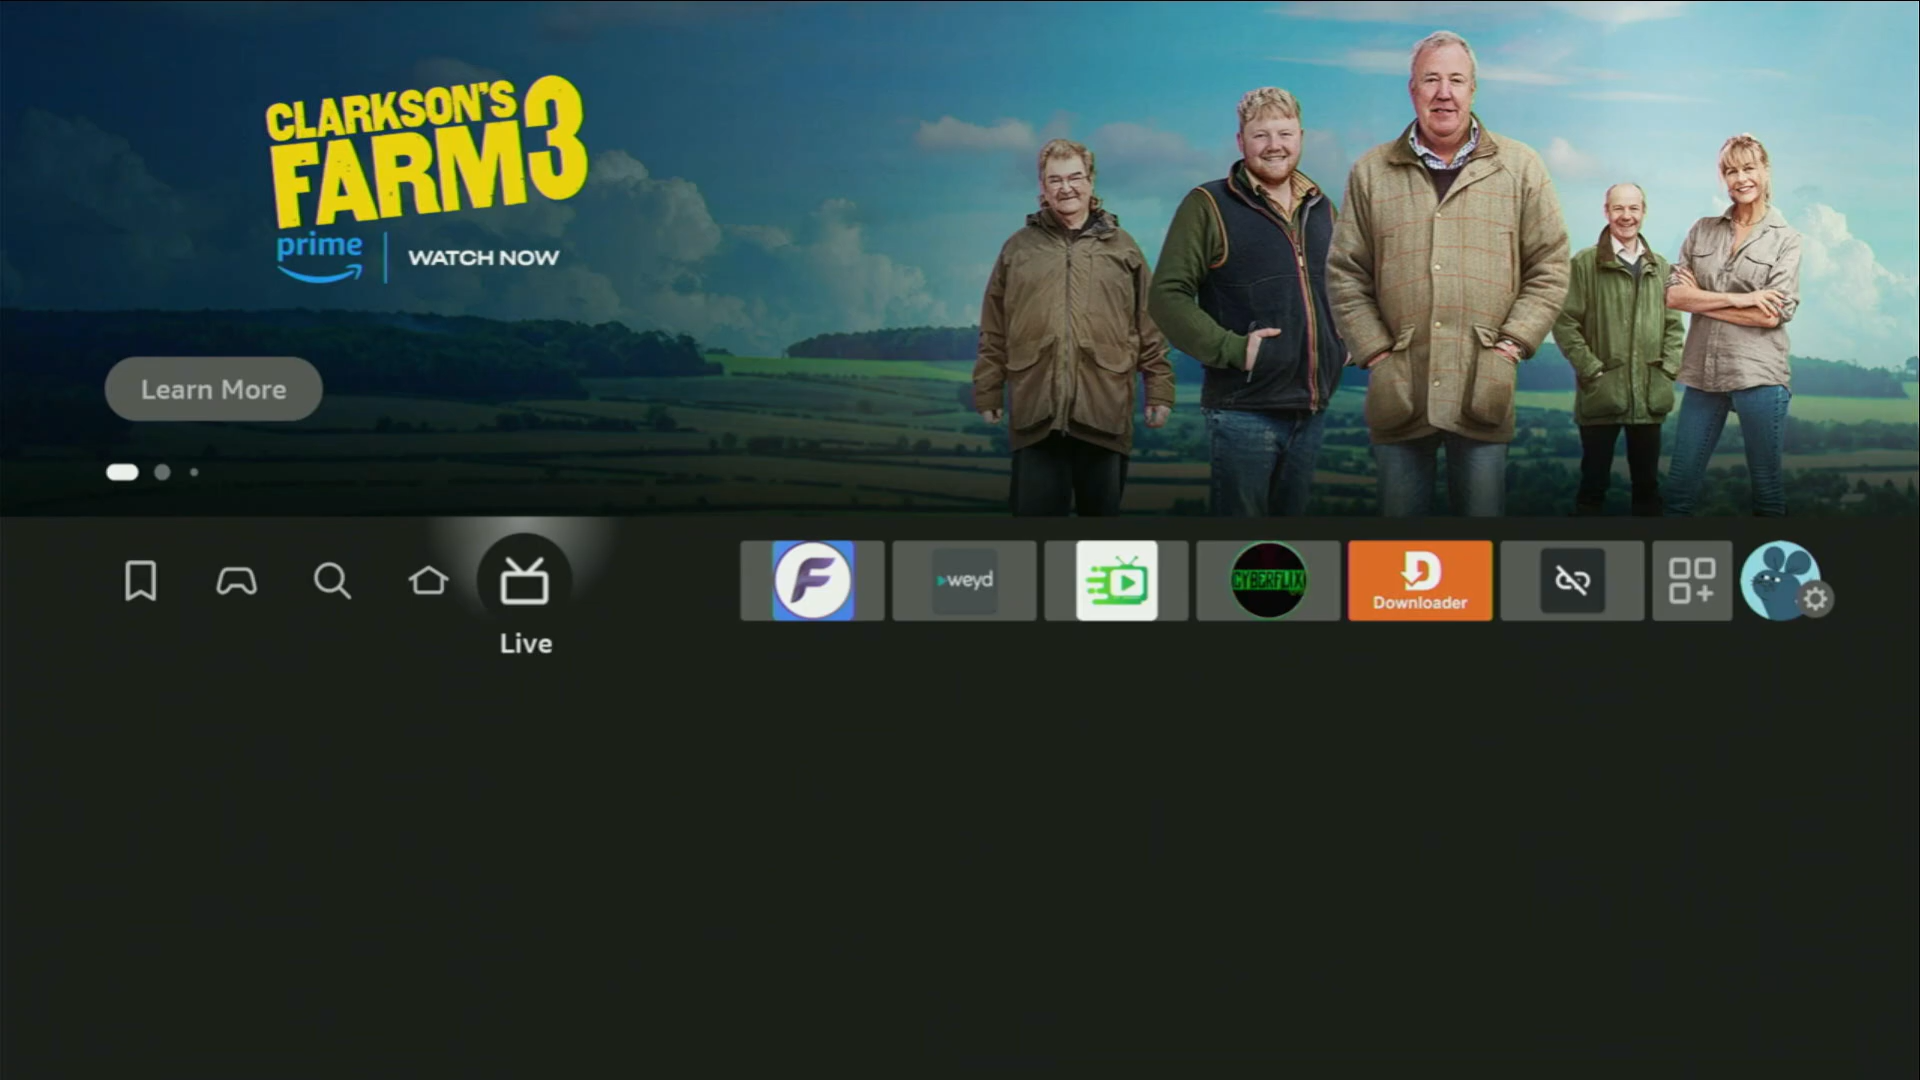 CLARKSON'S
FARM3
prime
WATCH NOW
Learn More
Live
F
weyd
CYBERFLIX
D
Downloader